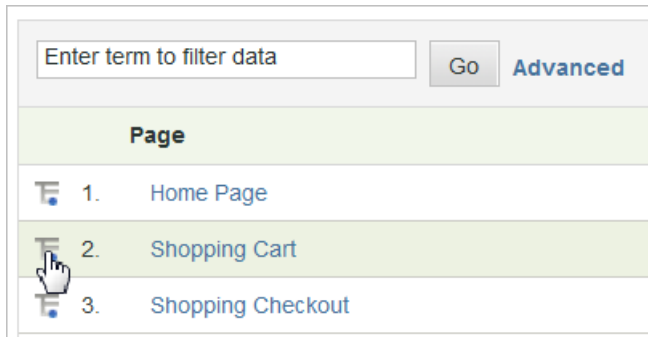 Enter term to filter data Go Advanced
Page
1. Home Page
2. Shopping Cart
3. Shopping Checkout